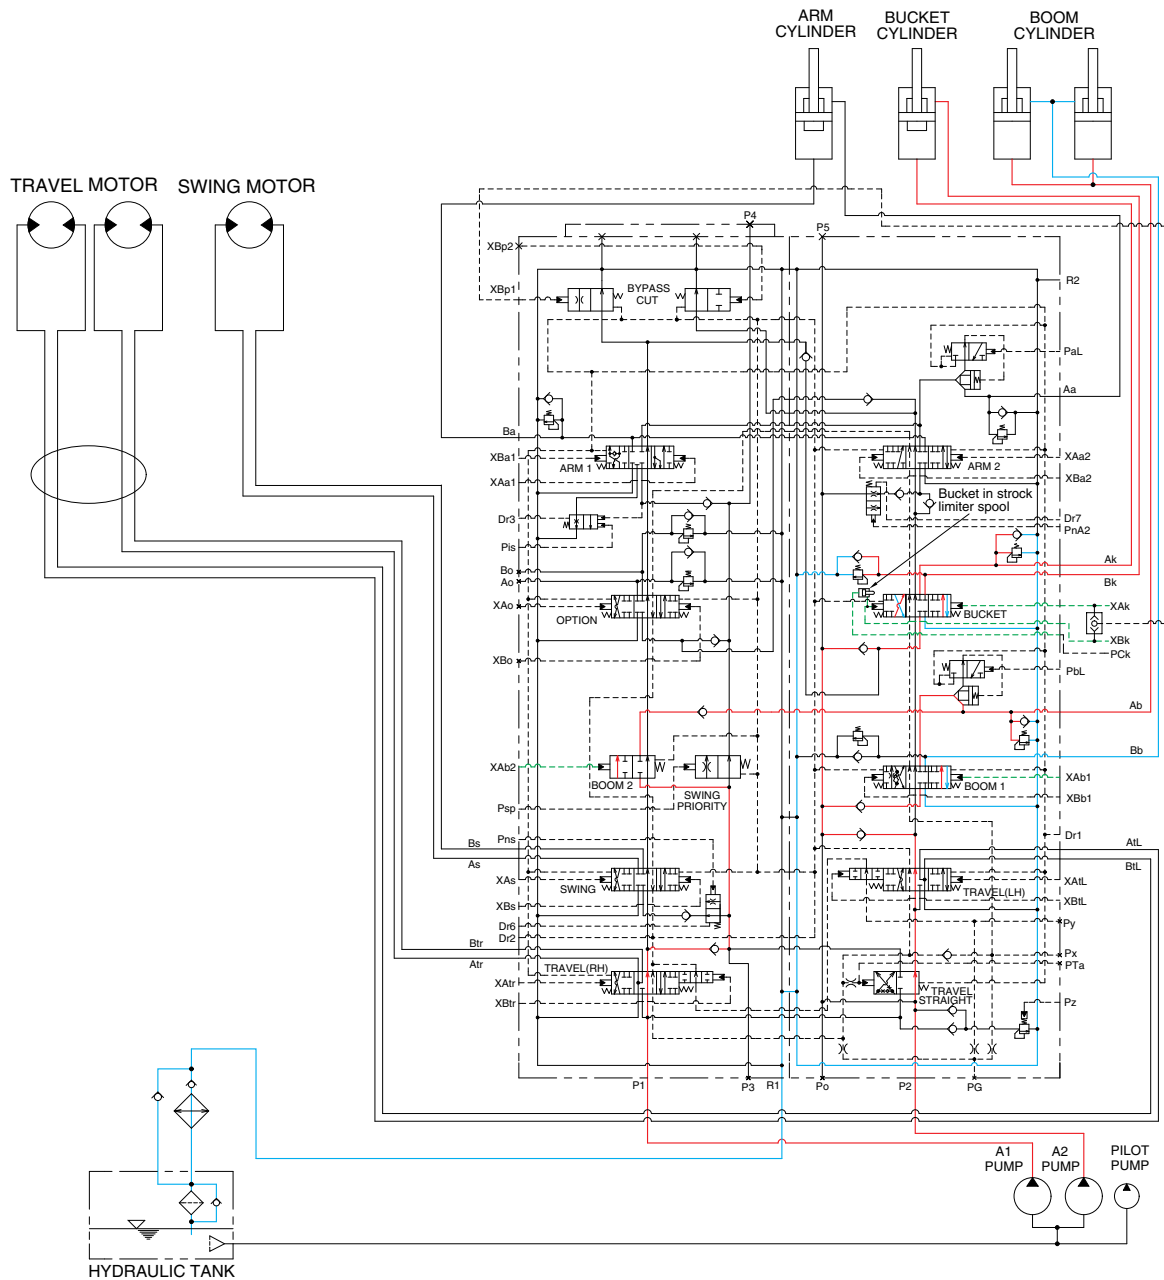 ARM
CYLINDER
BUCKET
CYLINDER
BOOM
CYLINDER
TRAVEL MOTOR
SWING MOTOR
P4
P5
XBp2
XBp1
BYPASS
CUT
R2
PaL
Aa
Ba
XBa1
ARM 1
XAa1
ARM 2
XAa2
XBa2
Bucket in strock
limiter spool
Dr3
Pis
Dr7
PnA2
Bo
Ao
Ak
Bk
XAo
OPTION
BUCKET
XAk
XBk
PCk
XBo
PbL
Ab
Bb
XAb2
BOOM 2
SWING
PRIORITY
BOOM 1
XAb1
XBb1
Psp
Pns
Dr1
Bs
As
AtL
BtL
XAs
SWING
TRAVEL(LH)
XAtL
XBs
XBtL
Dr6
Dr2
Py
Btr
Atr
Px
PTa
TRAVEL(RH)
XAtr
XBtr
TRAVEL
STRAIGHT
Pz
P1
P3
R1
Po
P2
PG
A1
PUMP
A2
PUMP
PILOT
PUMP
HYDRAULIC TANK